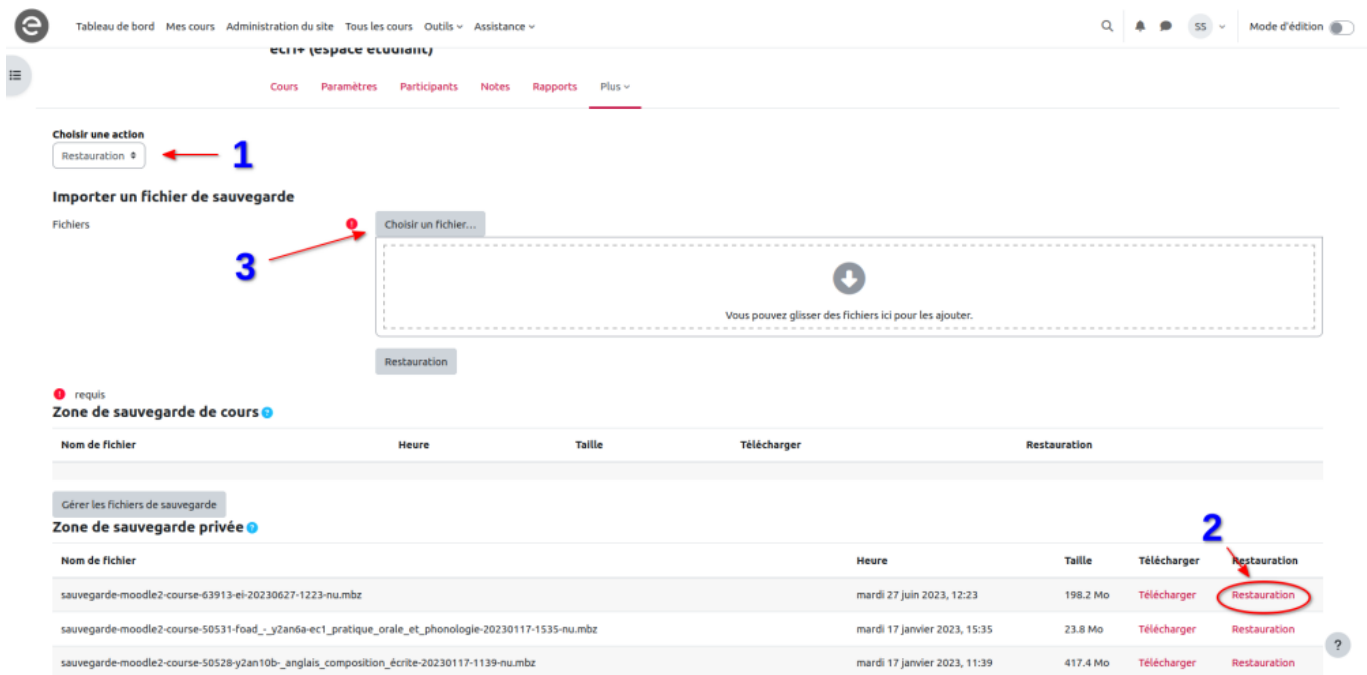 e Tableau de bord Mes cours Administration du site Tous les cours Outils Assistance SS Mode d'édition
écri+ (espace étudiant)
Cours Paramètres Participants Notes Rapports Plus
Choisir une action
Restauration 1
Importer un fichier de sauvegarde
Fichiers ! Choisir un fichier...
3
Vous pouvez glisser des fichiers ici pour les ajouter.
Restauration
! requis
Zone de sauvegarde de cours ?
Nom de fichier Heure Taille Télécharger Restauration
Gérer les fichiers de sauvegarde
Zone de sauvegarde privée ?
2
Nom de fichier Heure Taille Télécharger Restauration
sauvegarde-moodle2-course-63913-ei-20230627-1223-nu.mbz mardi 27 juin 2023, 12:23 198.2 Mo Télécharger Restauration
sauvegarde-moodle2-course-50531-foad_-_y2an6a-ec1_pratique_orale_et_phonologie-20230117-1535-nu.mbz mardi 17 janvier 2023, 15:35 23.8 Mo Télécharger Restauration
?
sauvegarde-moodle2-course-50528-y2an10b-_anglais_composition_écrite-20230117-1139-nu.mbz mardi 17 janvier 2023, 11:39 417.4 Mo Télécharger Restauration